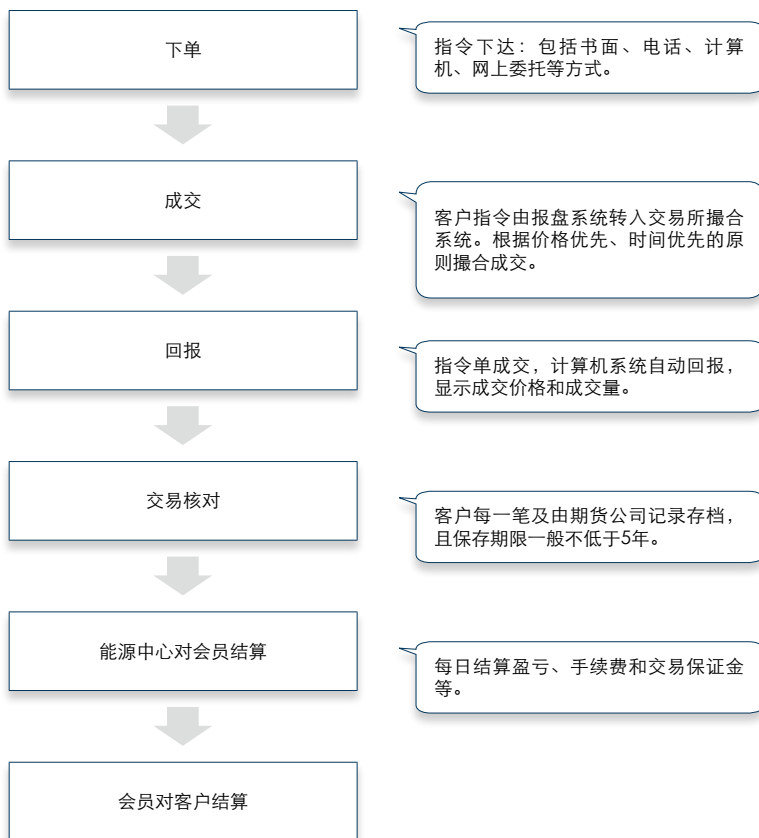 下单
指令下达：包括书面、电话、计算
机、网上委托等方式。
成交
客户指令由报盘系统转入交易所撮合
系统。根据价格优先、时间优先的原
则撮合成交。
回报
指令单成交，计算机系统自动回报，
显示成交价格和成交量。
交易核对
客户每一笔及由期货公司记录存档，
且保存期限一般不低于5年。
能源中心对会员结算
每日结算盈亏、手续费和交易保证金
等。
会员对客户结算